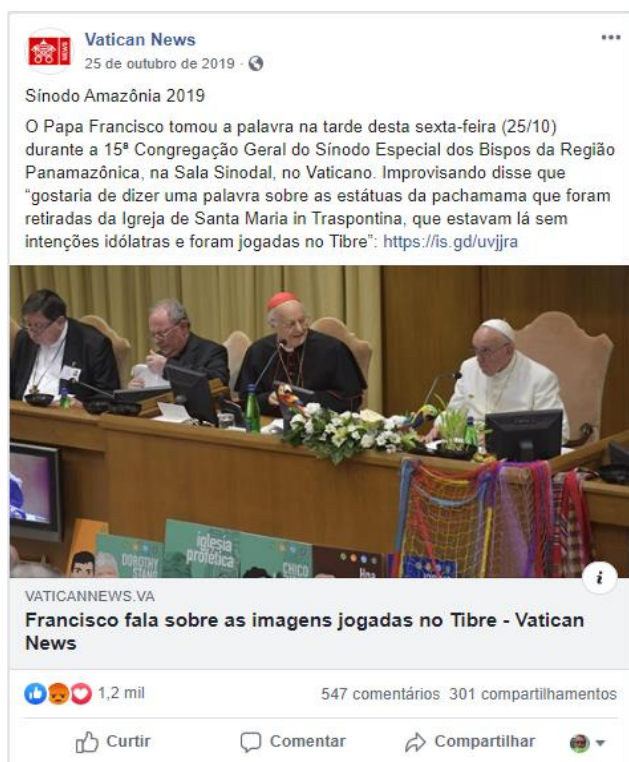 Vatican News
25 de outubro de 2019
Sínodo Amazônia 2019
O Papa Francisco tomou a palavra na tarde desta sexta-feira (25/10)
durante a 15ª Congregação Geral do Sínodo Especial dos Bispos da Região
Panamazônica, na Sala Sinodal, no Vaticano. Improvisando disse que
“gostaria de dizer uma palavra sobre as estátuas da pachamama que foram
retiradas da Igreja de Santa Maria in Traspontina, que estavam lá sem
intenções idólatras e foram jogadas no Tibre”: https://is.gd/uvjjra
iglesia
profética
DOROTHY
STANG
CHICO
VATICANNEWS.VA
Francisco fala sobre as imagens jogadas no Tibre - Vatican
News
1,2 mil
547 comentários 301 compartilhamentos
Curtir
Comentar
Compartilhar